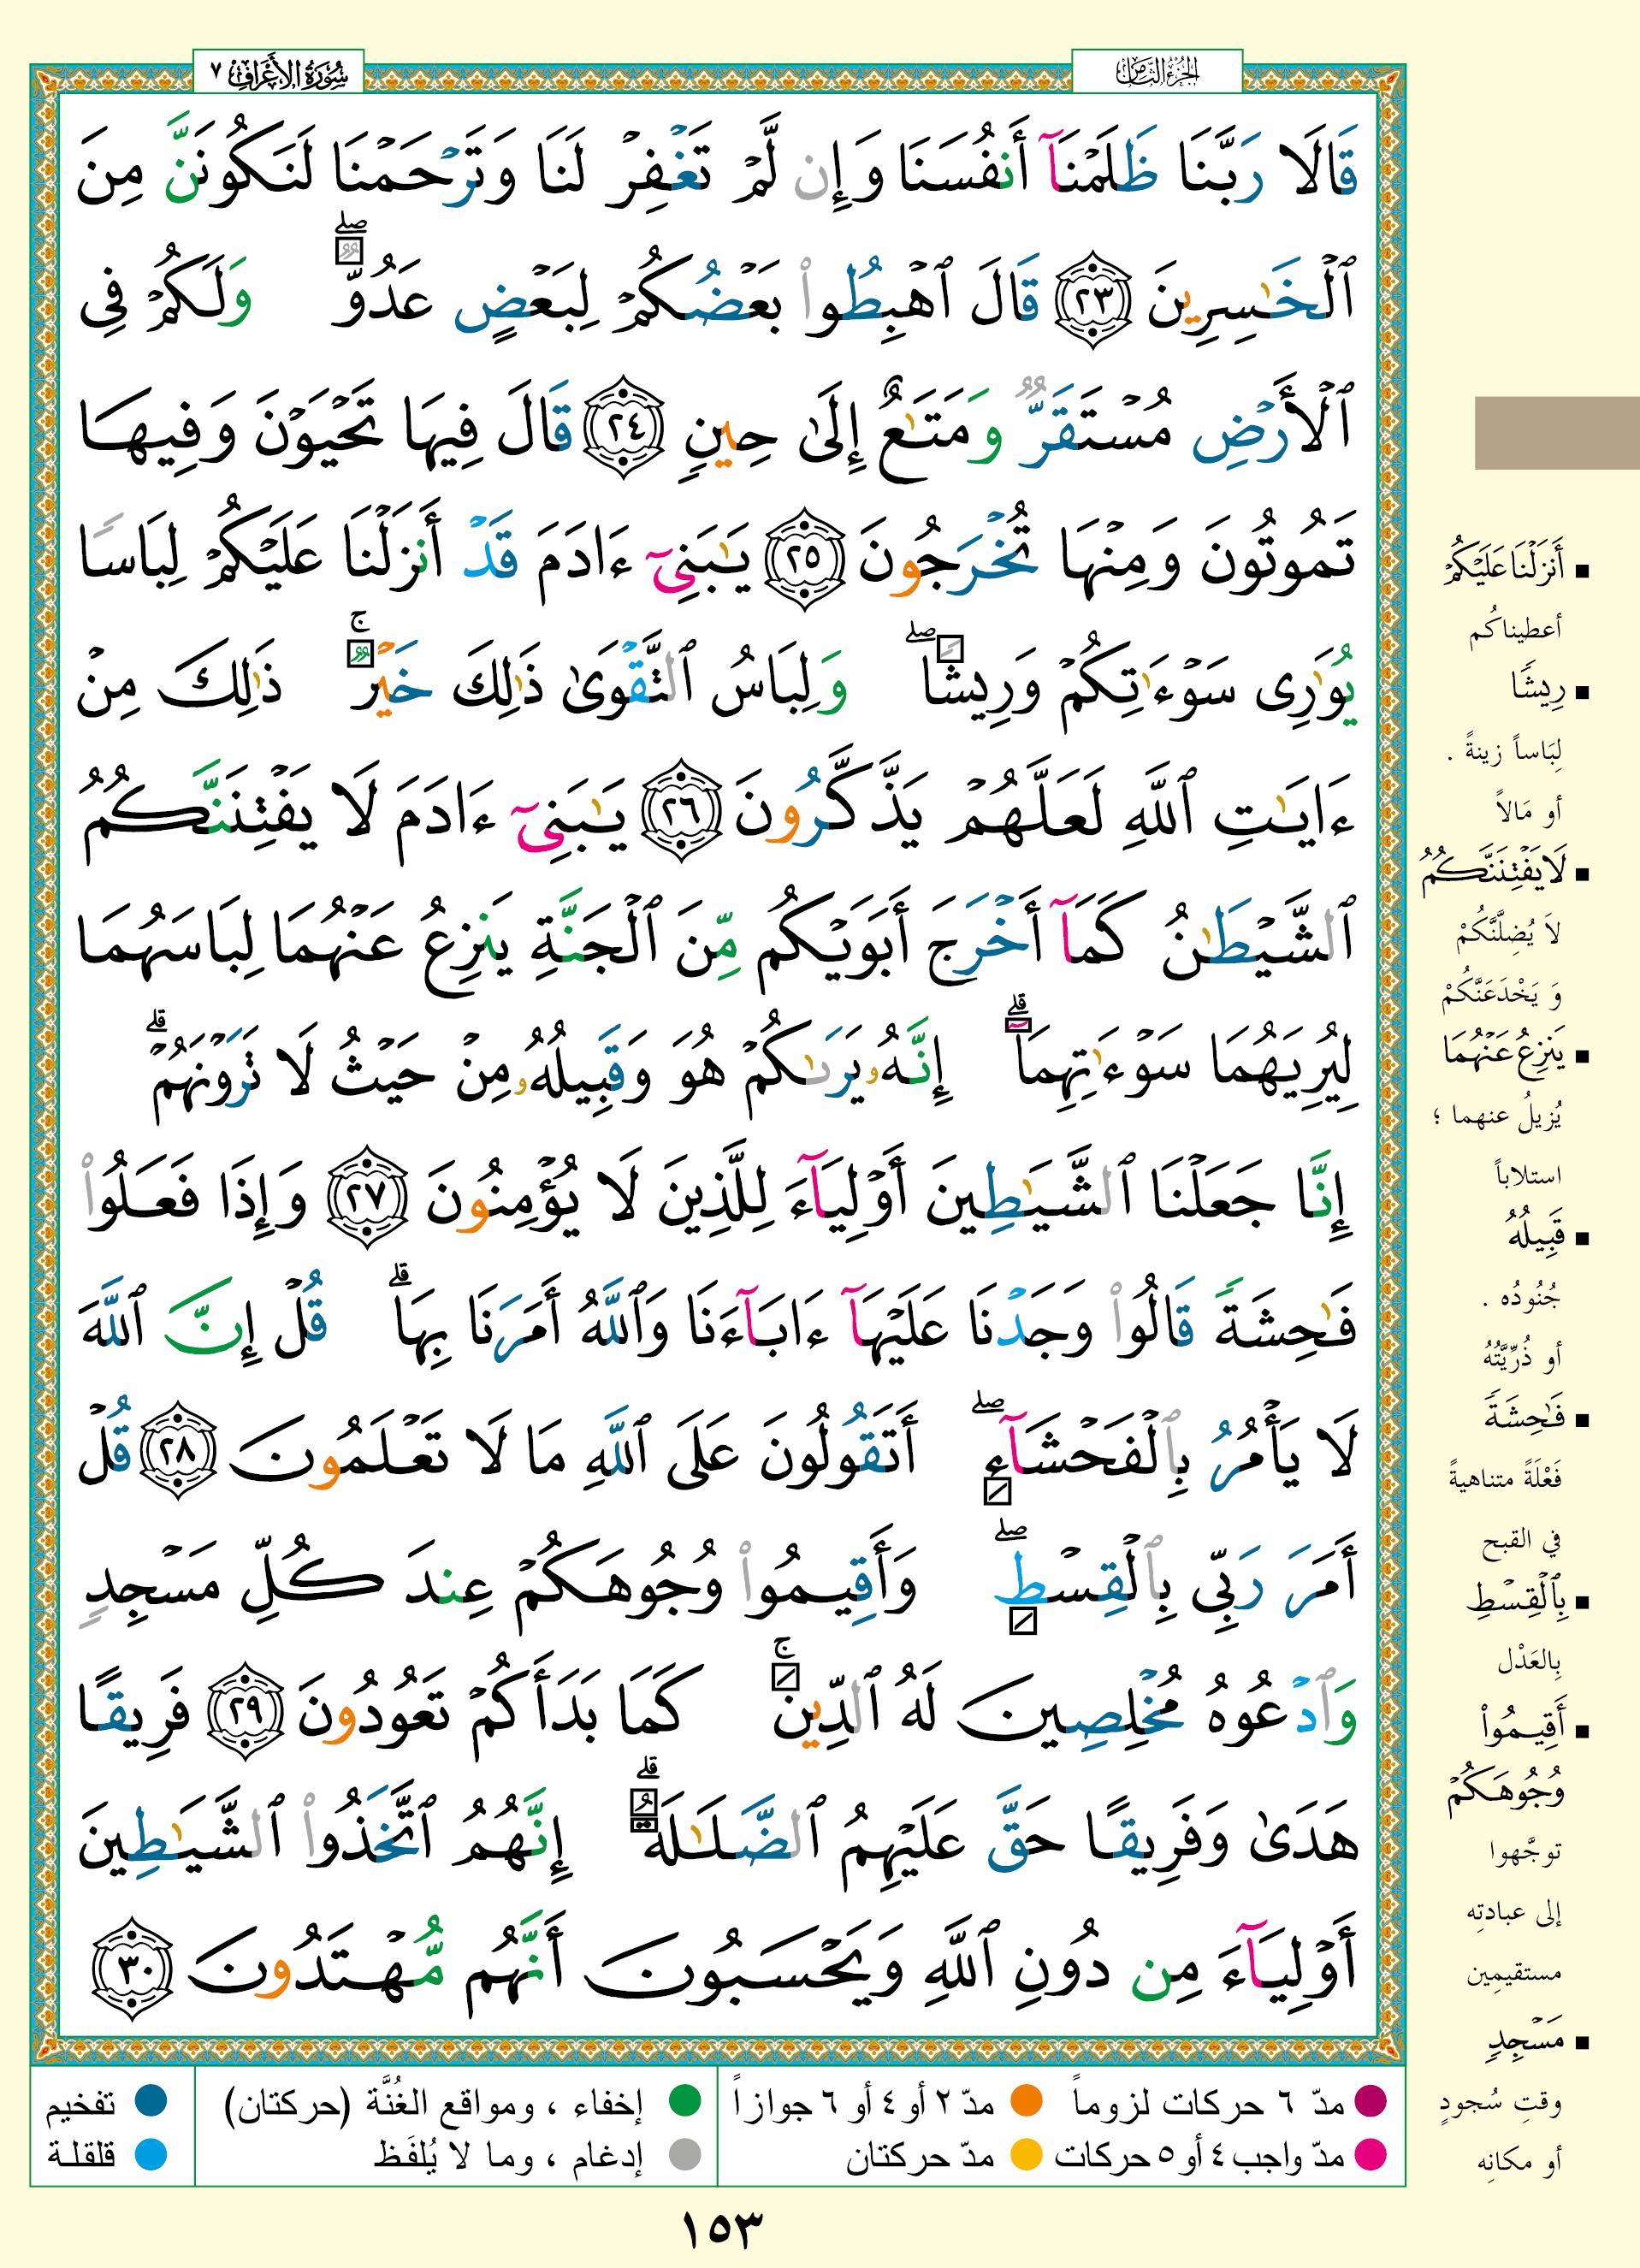 الجزء الثامن
سورة الأعراف ٧
قَالَا رَبَّنَا ظَلَمْنَآ أَنفُسَنَا وَإِن لَّمْ تَغْفِرْ لَنَا وَتَرْحَمْنَا لَنَكُونَنَّ مِنَ
ٱلْخَـٰسِرِينَ ٢٣ قَالَ ٱهْبِطُوا۟ بَعْضُكُمْ لِبَعْضٍ عَدُوٌّ ۖ وَلَكُمْ فِى
ٱلْأَرْضِ مُسْتَقَرٌّ وَمَتَـٰعٌ إِلَىٰ حِينٍ ٢٤ قَالَ فِيهَا تَحْيَوْنَ وَفِيهَا
تَمُوتُونَ وَمِنْهَا تُخْرَجُونَ ٢٥ يَـٰبَنِىٓ ءَادَمَ قَدْ أَنزَلْنَا عَلَيْكُمْ لِبَاسًا
يُوَٰرِى سَوْءَٰتِكُمْ وَرِيشًا ۖ وَلِبَاسُ ٱلتَّقْوَىٰ ذَٰلِكَ خَيْرٌ ۚ ذَٰلِكَ مِنْ
ءَايَـٰتِ ٱللَّهِ لَعَلَّهُمْ يَذَّكَّرُونَ ٢٦ يَـٰبَنِىٓ ءَادَمَ لَا يَفْتِنَنَّكُمُ
ٱلشَّيْطَـٰنُ كَمَآ أَخْرَجَ أَبَوَيْكُم مِّنَ ٱلْجَنَّةِ يَنزِعُ عَنْهُمَا لِبَاسَهُمَا
لِيُرِيَهُمَا سَوْءَٰتِهِمَآ ۗ إِنَّهُۥ يَرَىٰكُمْ هُوَ وَقَبِيلُهُۥ مِنْ حَيْثُ لَا تَرَوْنَهُمْ ۗ
إِنَّا جَعَلْنَا ٱلشَّيَـٰطِينَ أَوْلِيَآءَ لِلَّذِينَ لَا يُؤْمِنُونَ ٢٧ وَإِذَا فَعَلُوا۟
فَـٰحِشَةً قَالُوا۟ وَجَدْنَا عَلَيْهَآ ءَابَآءَنَا وَٱللَّهُ أَمَرَنَا بِهَا ۗ قُلْ إِنَّ ٱللَّهَ
لَا يَأْمُرُ بِٱلْفَحْشَآءِ ۖ أَتَقُولُونَ عَلَى ٱللَّهِ مَا لَا تَعْلَمُونَ ٢٨ قُلْ
أَمَرَ رَبِّى بِٱلْقِسْطِ ۖ وَأَقِيمُوا۟ وُجُوهَكُمْ عِندَ كُلِّ مَسْجِدٍ
وَٱدْعُوهُ مُخْلِصِينَ لَهُ ٱلدِّينَ ۚ كَمَا بَدَأَكُمْ تَعُودُونَ ٢٩ فَرِيقًا
هَدَىٰ وَفَرِيقًا حَقَّ عَلَيْهِمُ ٱلضَّلَـٰلَةُ ۗ إِنَّهُمُ ٱتَّخَذُوا۟ ٱلشَّيَـٰطِينَ
أَوْلِيَآءَ مِن دُونِ ٱللَّهِ وَيَحْسَبُونَ أَنَّهُم مُّهْتَدُونَ ٣٠
أَنزَلْنَا عَلَيْكُمْ
أعطيناكُم
رِيشًا
لِبَاساً زينةً .
أو مَالاً
لَا يَفْتِنَنَّكُمُ
لاَ يُضِلَّنَّكُمْ
وَ يَخْدَعَنَّكُمْ
يَنزِعُ عَنْهُمَا
يُزيلُ عنهما ؛
استلاباً
قَبِيلُهُ
جُنُودُه .
أو ذُرِّيَّتُهُ
فَـٰحِشَةً
فَعْلَةً متناهيةً
في القبح
بِٱلْقِسْطِ
بِالعَدْل
أَقِيمُوا۟
وُجُوهَكُمْ
توجَّهوا
إلى عبادتِه
مستقيمِين
مَسْجِدٍ
وقتِ سُجودٍ
أو مكانِه
مدّ ٦ حركات لزوماً مدّ ٢ أو ٤ أو ٦ جوازاً إخفاء ، ومواقع الغُنَّة (حركتان) تفخيم
مدّ واجب ٤ أو ٥ حركات مدّ حركتان إدغام ، وما لا يُلفَظ قلقلة
١٥٣